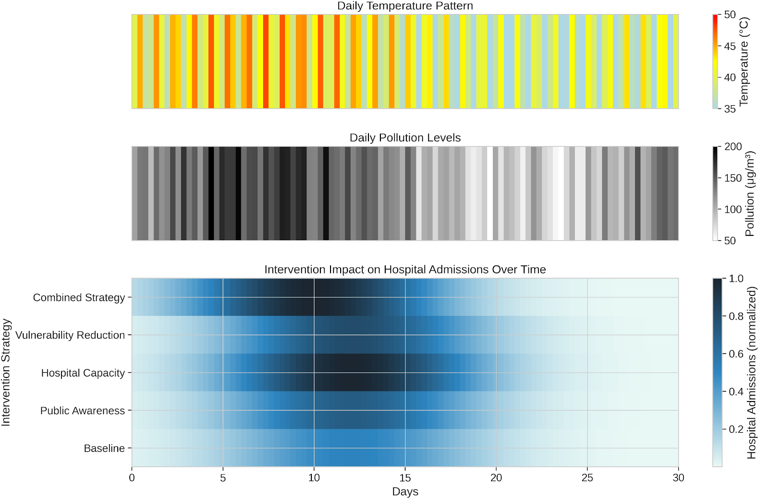 Daily Temperature Pattern
50
45
40
35
Temperature (°C)
Daily Pollution Levels
200
150
100
50
Pollution (μg/m³)
Intervention Impact on Hospital Admissions Over Time
Intervention Strategy
Combined Strategy
Vulnerability Reduction
Hospital Capacity
Public Awareness
Baseline
0 5 10 15 20 25 30
Days
1.0
0.8
0.6
0.4
0.2
Hospital Admissions (normalized)